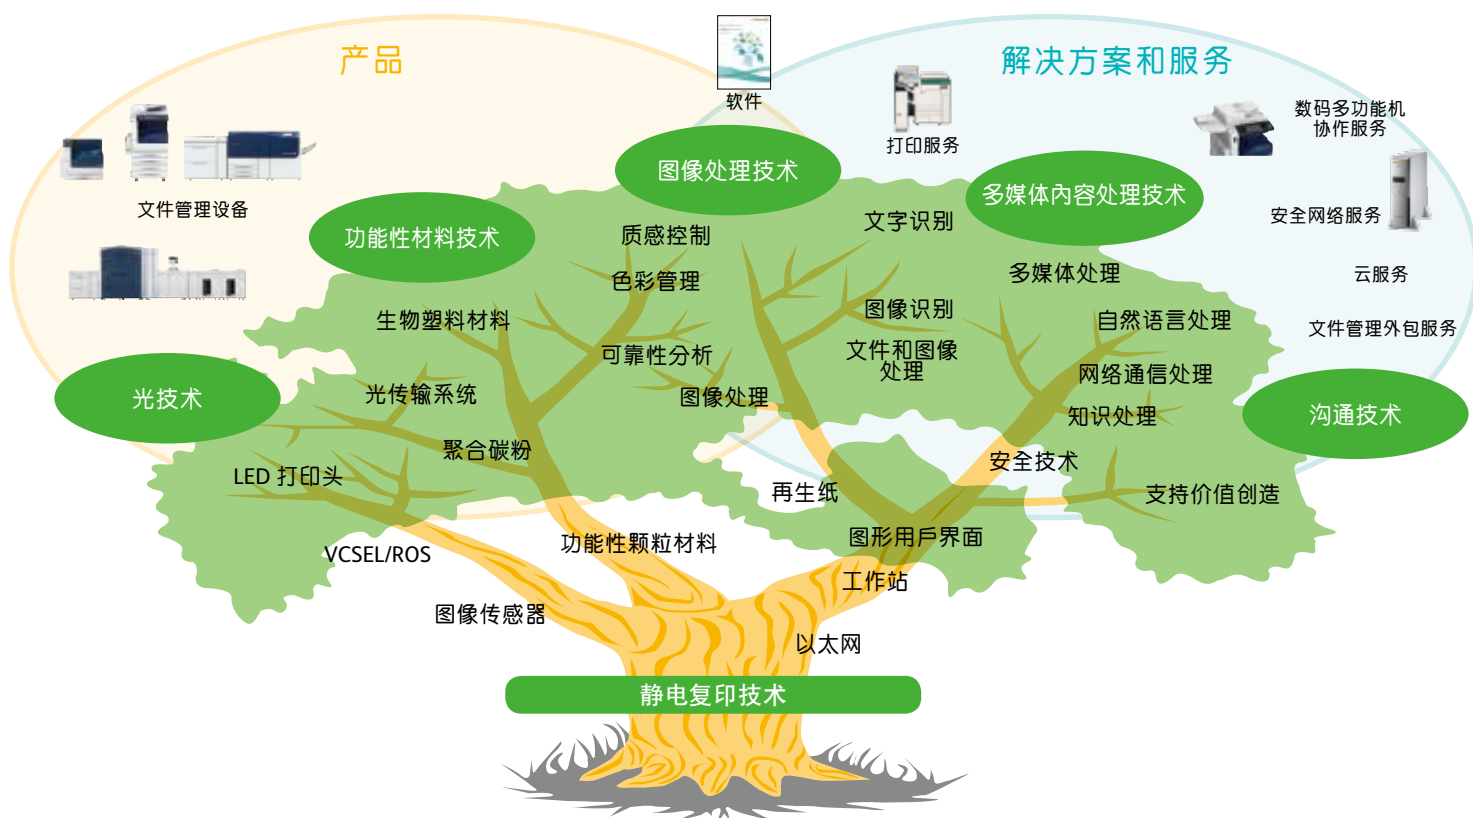 产品
解决方案和服务
软件
打印服务
数码多功能机
协作服务
文件管理设备
安全网络服务
云服务
文件管理外包服务
图像处理技术
多媒体内容处理技术
功能性材料技术
光技术
沟通技术
质感控制
文字识别
色彩管理
多媒体处理
生物塑料材料
图像识别
自然语言处理
可靠性分析
文件和图像
处理
网络通信处理
光传输系统
图像处理
知识处理
聚合碳粉
安全技术
LED 打印头
再生纸
支持价值创造
VCSEL/ROS
功能性颗粒材料
图形用戶界面
工作站
图像传感器
以太网
静电复印技术